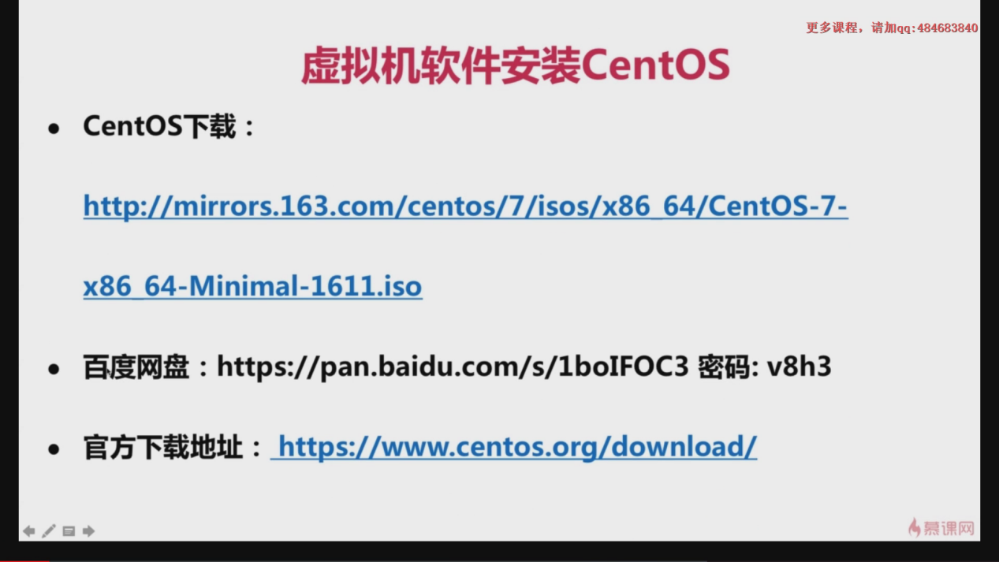 更多课程，请加qq:484683840
虚拟机软件安装CentOS
● CentOS下载：
http://mirrors.163.com/centos/7/isos/x86_64/CentOS-7-
x86_64-Minimal-1611.iso
● 百度网盘：https://pan.baidu.com/s/1boIFOC3 密码: v8h3
● 官方下载地址： https://www.centos.org/download/
慕课网